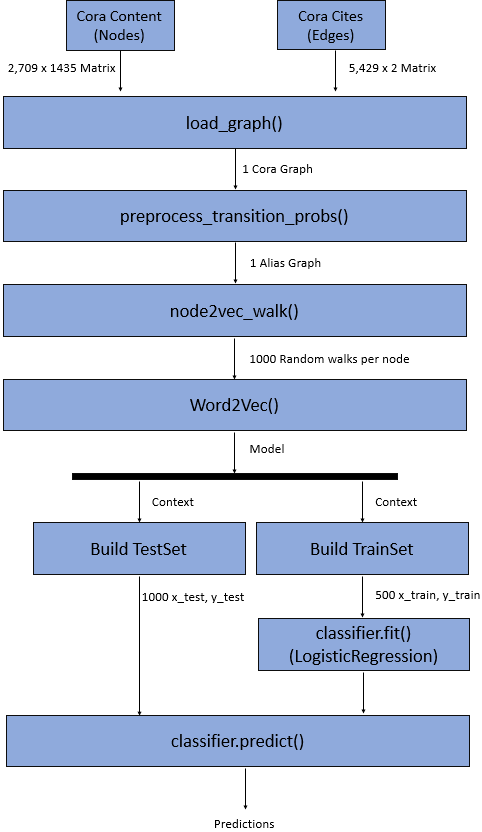 Cora Content
(Nodes)
Cora Cites
(Edges)
2,709 x 1435 Matrix
5,429 x 2 Matrix
load_graph()
1 Cora Graph
preprocess_transition_probs()
1 Alias Graph
node2vec_walk()
1000 Random walks per node
Word2Vec()
Model
Context
Context
Build TestSet
Build TrainSet
1000 x_test, y_test
500 x_train, y_train
classifier.fit()
(LogisticRegression)
classifier.predict()
Predictions